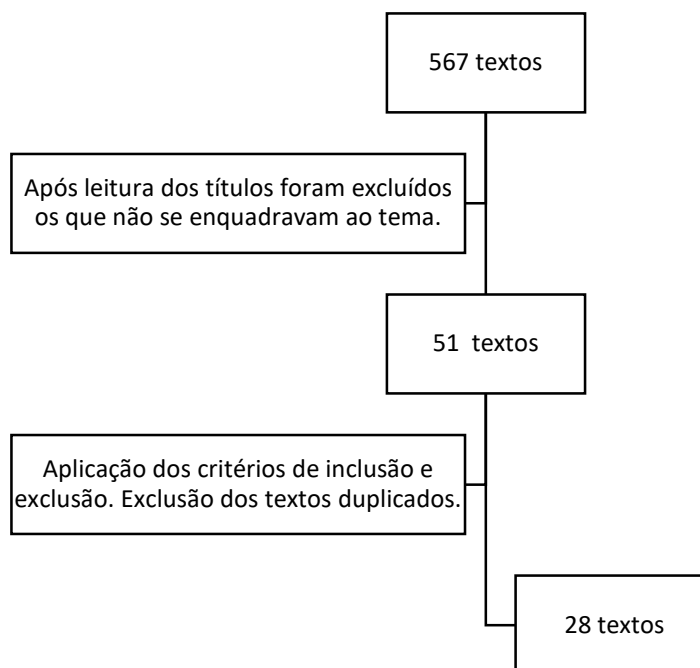 567 textos
Após leitura dos títulos foram excluídos
os que não se enquadravam ao tema.
51 textos
Aplicação dos critérios de inclusão e
exclusão. Exclusão dos textos duplicados.
28 textos